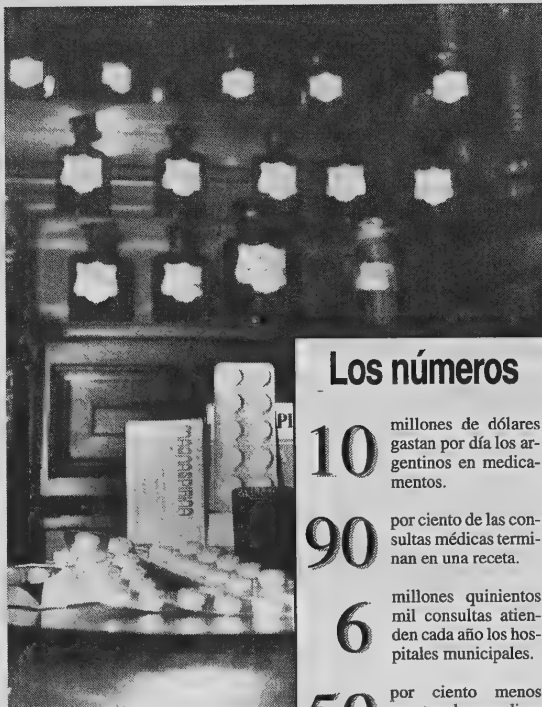 Los números
10
millones de dólares
gastan por día los ar-
gentinos en medica-
mentos.
90
por ciento de las con-
sultas médicas termi-
nan en una receta.
6
millones quinientos
mil consultas atien-
den cada año los hos-
pitales municipales.
50
por ciento menos